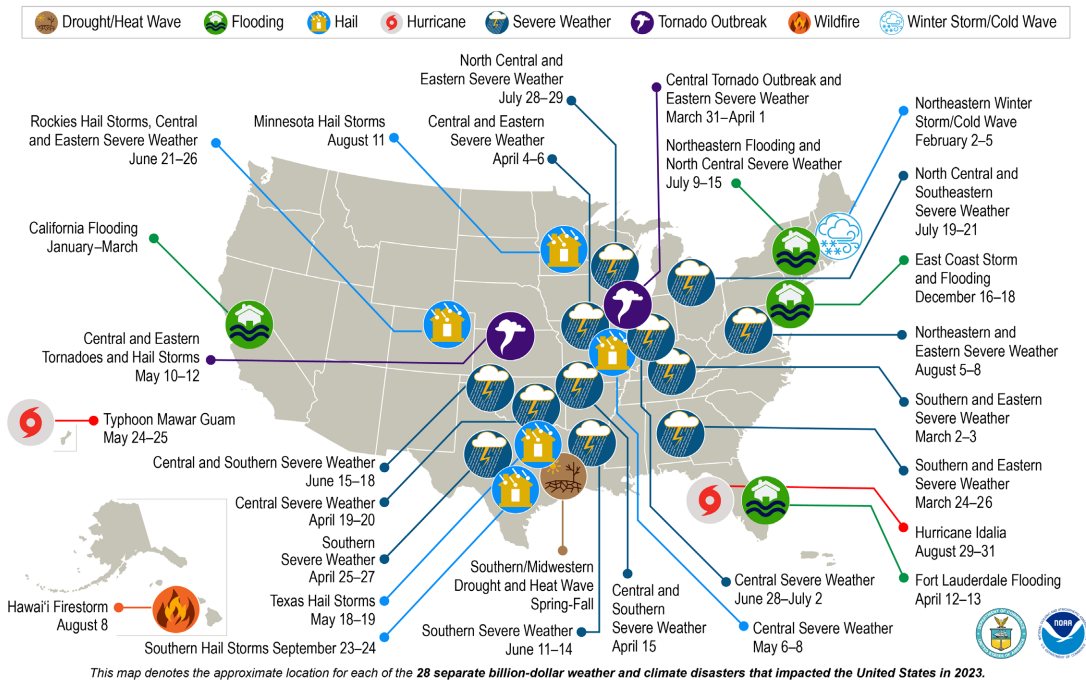 Drought/Heat Wave
Flooding
Hail
Hurricane
Severe Weather
Tornado Outbreak
Wildfire
Winter Storm/Cold Wave
North Central and
Eastern Severe Weather
July 28–29
Central Tornado Outbreak and
Eastern Severe Weather
March 31–April 1
Northeastern Winter
Storm/Cold Wave
February 2–5
Rockies Hail Storms, Central
and Eastern Severe Weather
June 21–26
Minnesota Hail Storms
August 11
Central and Eastern
Severe Weather
April 4–6
Northeastern Flooding and
North Central Severe Weather
July 9–15
North Central and
Southeastern
Severe Weather
July 19–21
California Flooding
January–March
East Coast Storm
and Flooding
December 16–18
Central and Eastern
Tornadoes and Hail Storms
May 10–12
Northeastern and
Eastern Severe Weather
August 5–8
Typhoon Mawar Guam
May 24–25
Southern and Eastern
Severe Weather
March 2–3
Central and Southern Severe Weather
June 15–18
Southern and Eastern
Severe Weather
March 24–26
Central Severe Weather
April 19–20
Hurricane Idalia
August 29–31
Southern
Severe Weather
April 25–27
Southern/Midwestern
Drought and Heat Wave
Spring-Fall
Central and
Southern
Severe Weather
April 15
Central Severe Weather
June 28–July 2
Fort Lauderdale Flooding
April 12–13
Hawai‘i Firestorm
August 8
Texas Hail Storms
May 18–19
Southern Severe Weather
June 11–14
Central Severe Weather
May 6–8
Southern Hail Storms September 23–24
NOAA
This map denotes the approximate location for each of the 28 separate billion-dollar weather and climate disasters that impacted the United States in 2023.